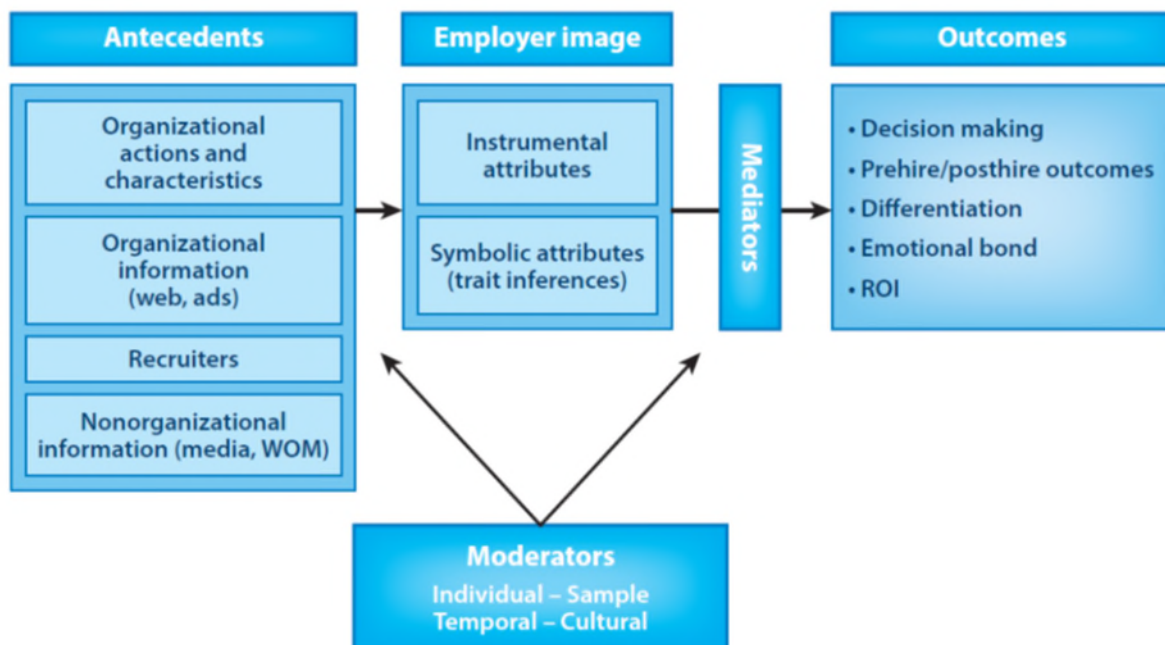 Antecedents
Organizational
actions and
characteristics
Organizational
information
(web, ads)
Recruiters
Nonorganizational
information (media, WOM)
Employer image
Instrumental
attributes
Symbolic attributes
(trait inferences)
Mediators
Outcomes
• Decision making
• Prehire/posthire outcomes
• Differentiation
• Emotional bond
• ROI
Moderators
Individual – Sample
Temporal – Cultural